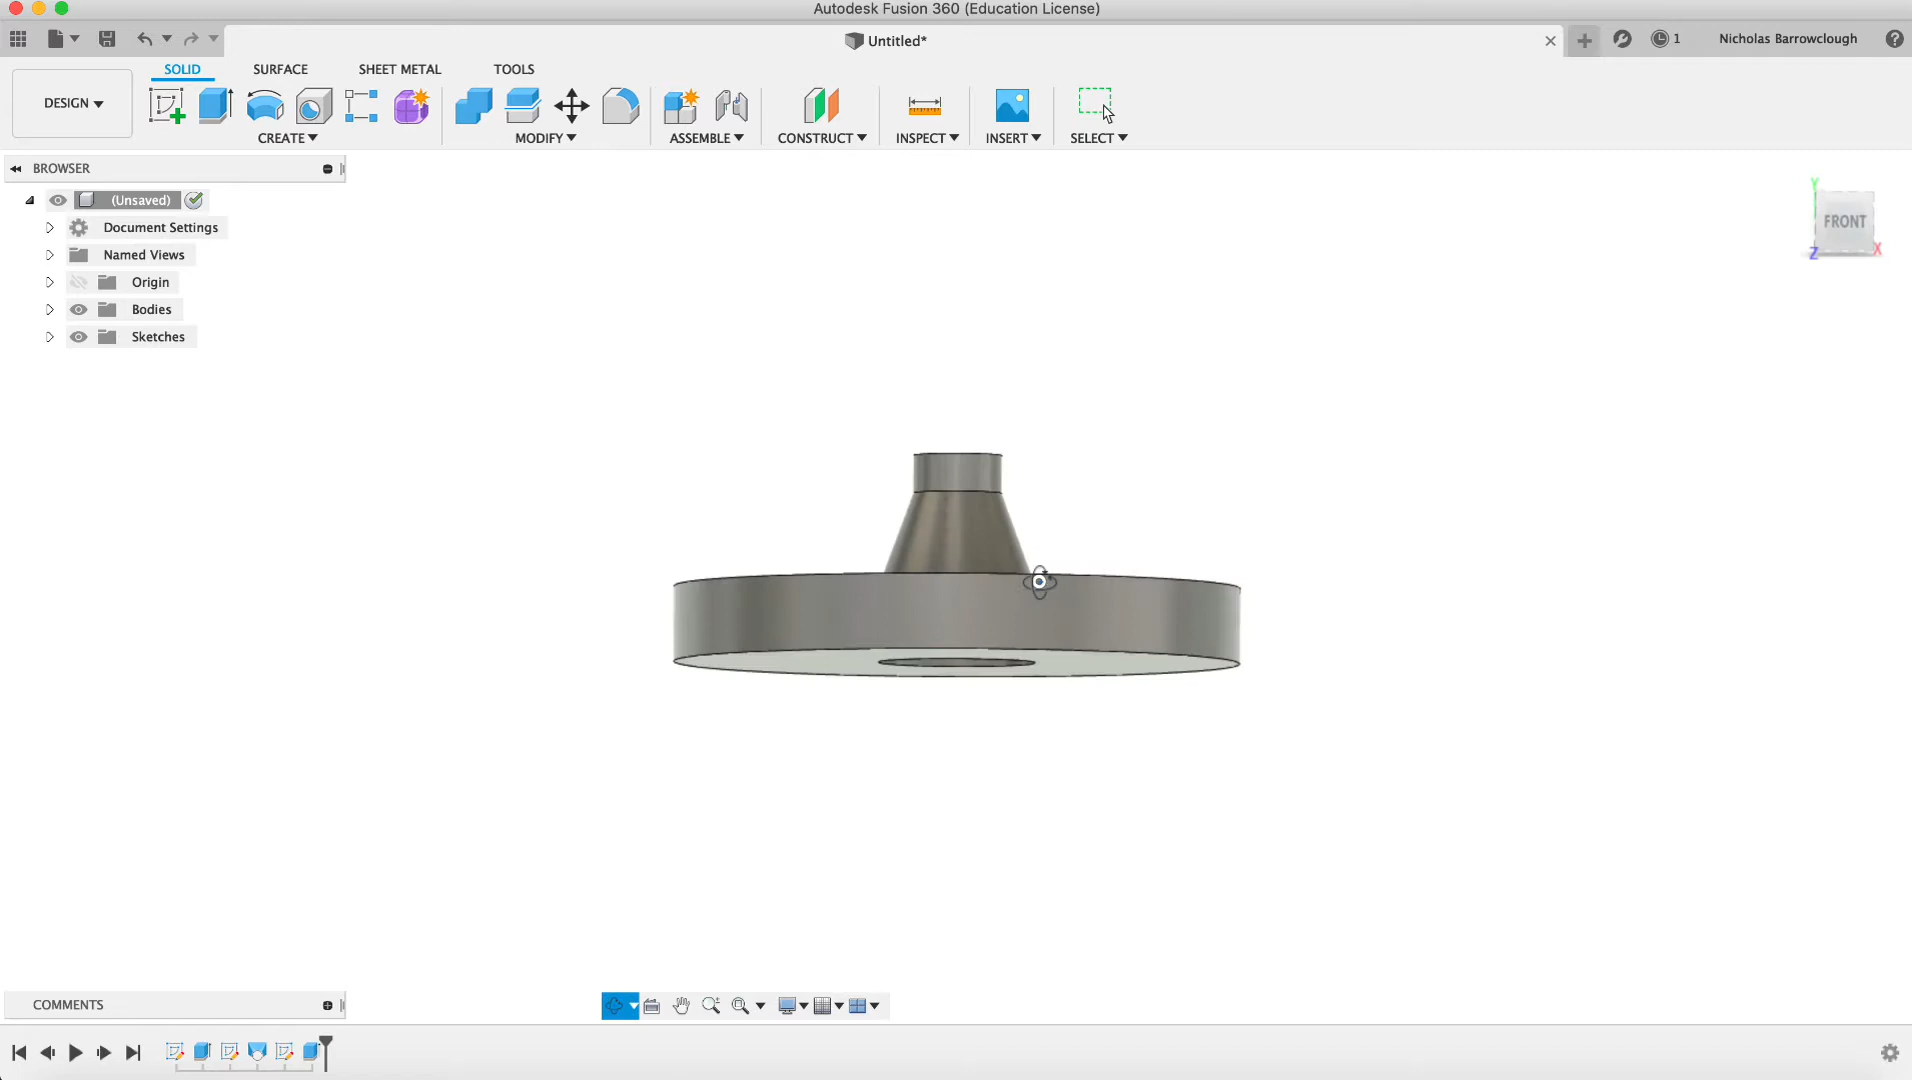 Autodesk Fusion 360 (Education License)
Untitled*
1
Nicholas Barrowclough
SOLID
SURFACE
SHEET METAL
TOOLS
DESIGN
CREATE
MODIFY
ASSEMBLE
CONSTRUCT
INSPECT
INSERT
SELECT
BROWSER
(Unsaved)
Document Settings
Named Views
Origin
Bodies
Sketches
Y
FRONT
Z
X
COMMENTS